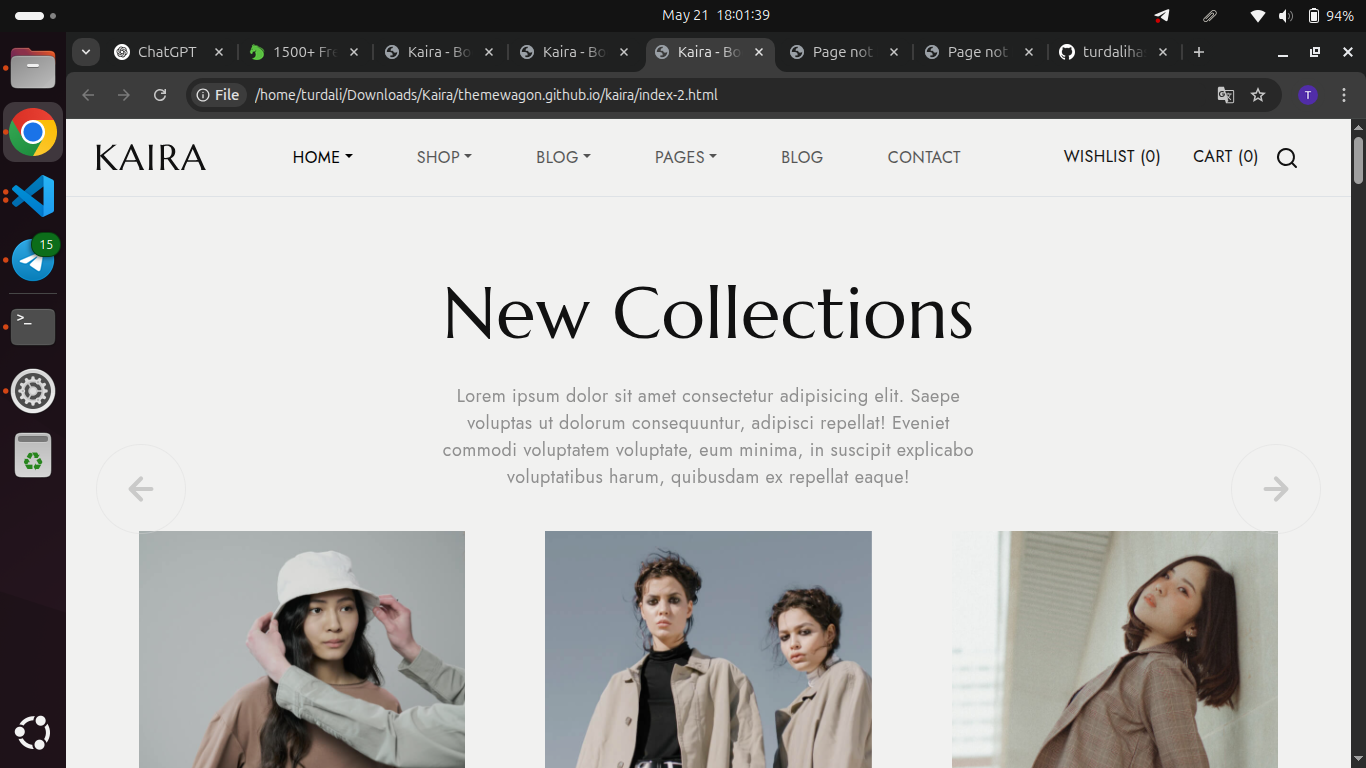 May 21 18:01:39
94%
ChatGPT
1500+ Fre
Kaira - Bo
Kaira - Bo
Kaira - Bo
Page not
Page not
turdaliha
File
/home/turdali/Downloads/Kaira/themewagon.github.io/kaira/index-2.html
T
KAIRA
HOME
SHOP
BLOG
PAGES
BLOG
CONTACT
WISHLIST (0)
CART (0)
15
>_
New Collections
Lorem ipsum dolor sit amet consectetur adipisicing elit. Saepe
voluptas ut dolorum consequuntur, adipisci repellat! Eveniet
commodi voluptatem voluptate, eum minima, in suscipit explicabo
voluptatibus harum, quibusdam ex repellat eaque!